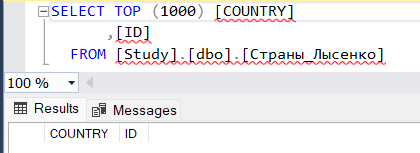 SELECT TOP (1000) [COUNTRY]
,[ID]
FROM [Study].[dbo].[Страны_Лысенко]
100 %
Results Messages
COUNTRY ID